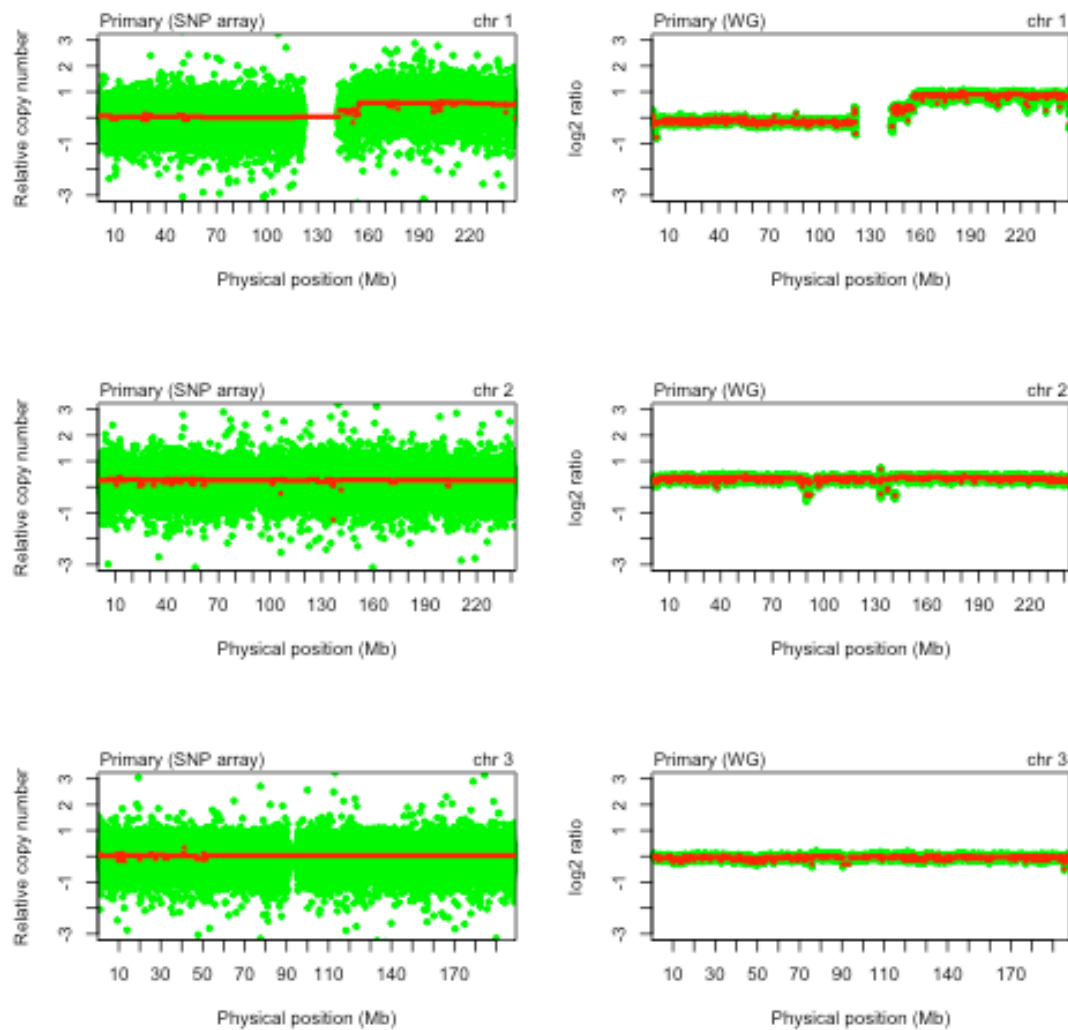 Primary (SNP array) chr 1
Relative copy number
3
2
1
-1
-3
10 40 70 100 130 160 190 220
Physical position (Mb)
Primary (WG) chr 1
log2 ratio
3
2
1
-1
-3
10 40 70 100 130 160 190 220
Physical position (Mb)
Primary (SNP array) chr 2
Relative copy number
3
2
1
-1
-3
10 40 70 100 130 160 190 220
Physical position (Mb)
Primary (WG) chr 2
log2 ratio
3
2
1
-1
-3
10 40 70 100 130 160 190 220
Physical position (Mb)
Primary (SNP array) chr 3
Relative copy number
3
2
1
-1
-3
10 30 50 70 90 110 140 170
Physical position (Mb)
Primary (WG) chr 3
log2 ratio
3
2
1
-1
-3
10 30 50 70 90 110 140 170
Physical position (Mb)